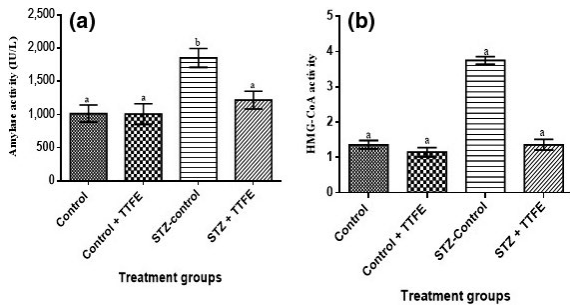 (a)
Amylase activity (IU/L)
2,500
2,000
1,500
1,000
500
0
a
a
b
a
Control
Control + TTFE
STZ-control
STZ + TTFE
Treatment groups
(b)
HMG-CoA activity
5
4
3
2
1
0
a
a
a
a
Control
Control + TTFE
STZ-Control
STZ + TTFE
Treatment groups